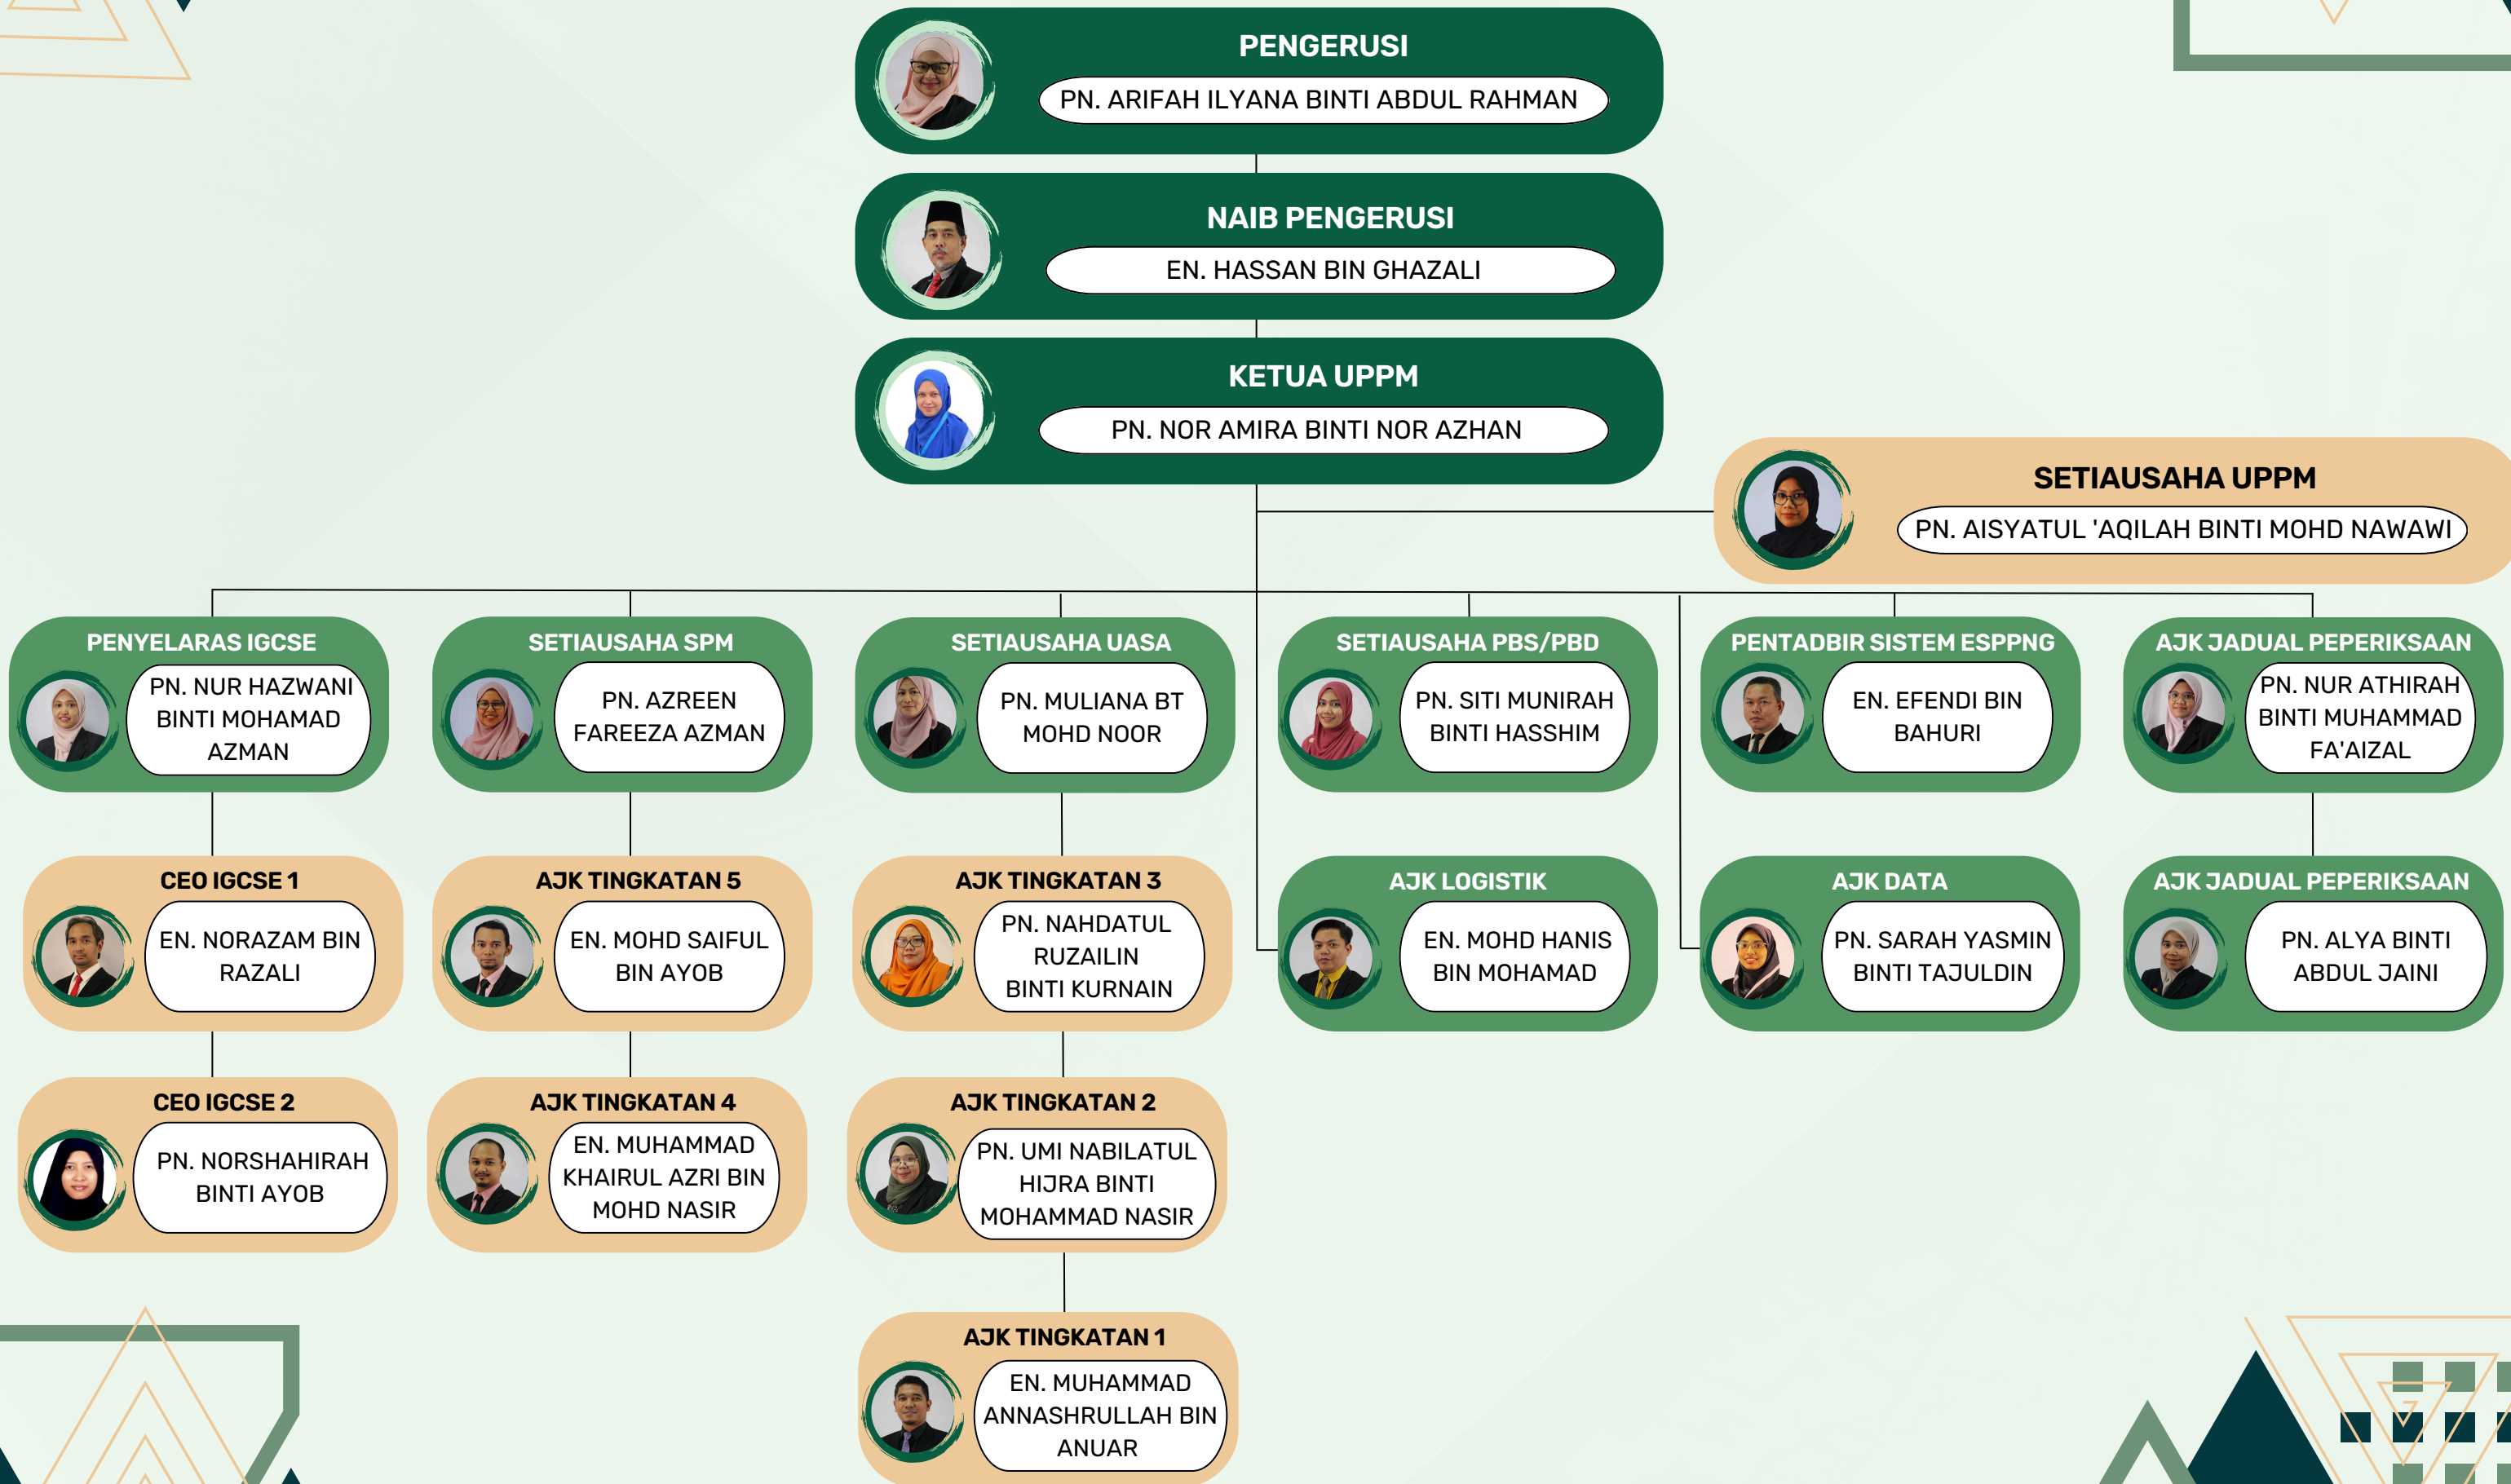 PENGERUSI
PN. ARIFAH ILYANA BINTI ABDUL RAHMAN
NAIB PENGERUSI
EN. HASSAN BIN GHAZALI
KETUA UPPM
PN. NOR AMIRA BINTI NOR AZHAN
SETIAUSAHA UPPM
PN. AISYATUL 'AQILAH BINTI MOHD NAWAWI
PENYELARAS IGCSE
PN. NUR HAZWANI
BINTI MOHAMAD
AZMAN
SETIAUSAHA SPM
PN. AZREEN
FAREEZA AZMAN
SETIAUSAHA UASA
PN. MULIANA BT
MOHD NOOR
SETIAUSAHA PBS/PBD
PN. SITI MUNIRAH
BINTI HASSHIM
PENTADBIR SISTEM ESPPNG
EN. EFENDI BIN
BAHURI
AJK JADUAL PEPERIKSAAN
PN. NUR ATHIRAH
BINTI MUHAMMAD
FA'AIZAL
CEO IGCSE 1
EN. NORAZAM BIN
RAZALI
AJK TINGKATAN 5
EN. MOHD SAIFUL
BIN AYOB
AJK TINGKATAN 3
PN. NAHDATUL
RUZAILIN
BINTI KURNAIN
AJK LOGISTIK
EN. MOHD HANIS
BIN MOHAMAD
AJK DATA
PN. SARAH YASMIN
BINTI TAJULDIN
AJK JADUAL PEPERIKSAAN
PN. ALYA BINTI
ABDUL JAINI
CEO IGCSE 2
PN. NORSHAHIRAH
BINTI AYOB
AJK TINGKATAN 4
EN. MUHAMMAD
KHAIRUL AZRI BIN
MOHD NASIR
AJK TINGKATAN 2
PN. UMI NABILATUL
HIJRA BINTI
MOHAMMAD NASIR
AJK TINGKATAN 1
EN. MUHAMMAD
ANNASHRULLAH BIN
ANUAR